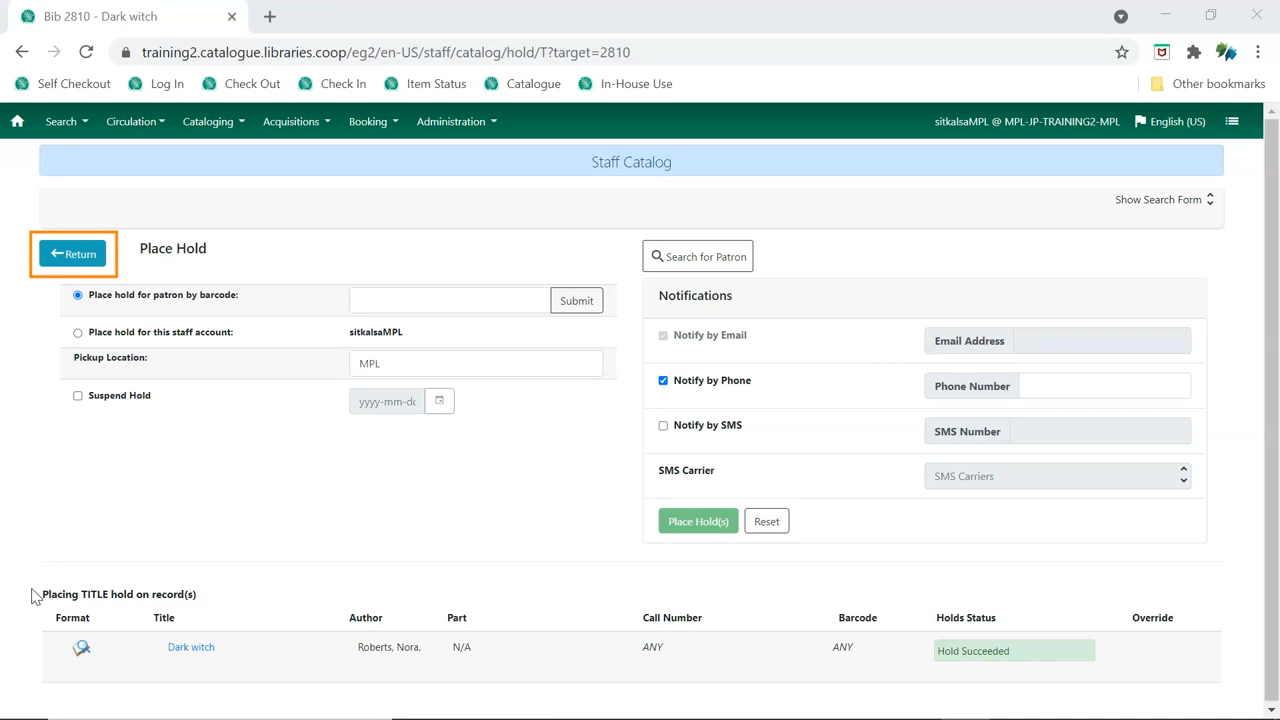 Bib 2810 - Dark witch
training2.catalogue.libraries.coop/eg2/en-US/staff/catalog/hold/T?target=2810
Self Checkout Log In Check Out Check In Item Status Catalogue In-House Use Other bookmarks
Search Circulation Cataloging Acquisitions Booking Administration sitkalsaMPL @ MPL-JP-TRAINING2-MPL English (US)
Staff Catalog
Show Search Form
Return Place Hold
Search for Patron
Place hold for patron by barcode: Submit
Place hold for this staff account: sitkalsaMPL
Pickup Location: MPL
Suspend Hold yyyy-mm-dd
Notifications
Notify by Email Email Address
Notify by Phone Phone Number
Notify by SMS SMS Number
SMS Carrier SMS Carriers
Place Hold(s) Reset
Placing TITLE hold on record(s)
Format Title Author Part Call Number Barcode Holds Status Override
Dark witch Roberts, Nora. N/A ANY ANY Hold Succeeded